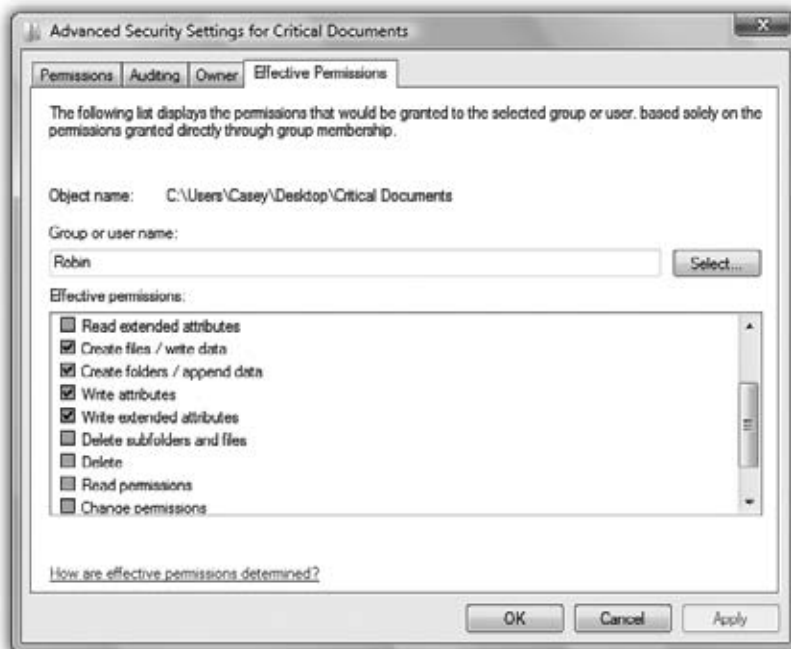 Advanced Security Settings for Critical Documents
Permissions Auditing Owner Effective Permissions
The following list displays the permissions that would be granted to the selected group or user, based solely on the
permissions granted directly through group membership.
Object name: C:\Users\Casey\Desktop\Critical Documents
Group or user name:
Robin
Select...
Effective permissions:
Read extended attributes
Create files / write data
Create folders / append data
Write attributes
Write extended attributes
Delete subfolders and files
Delete
Read permissions
Change permissions
How are effective permissions determined?
OK Cancel Apply